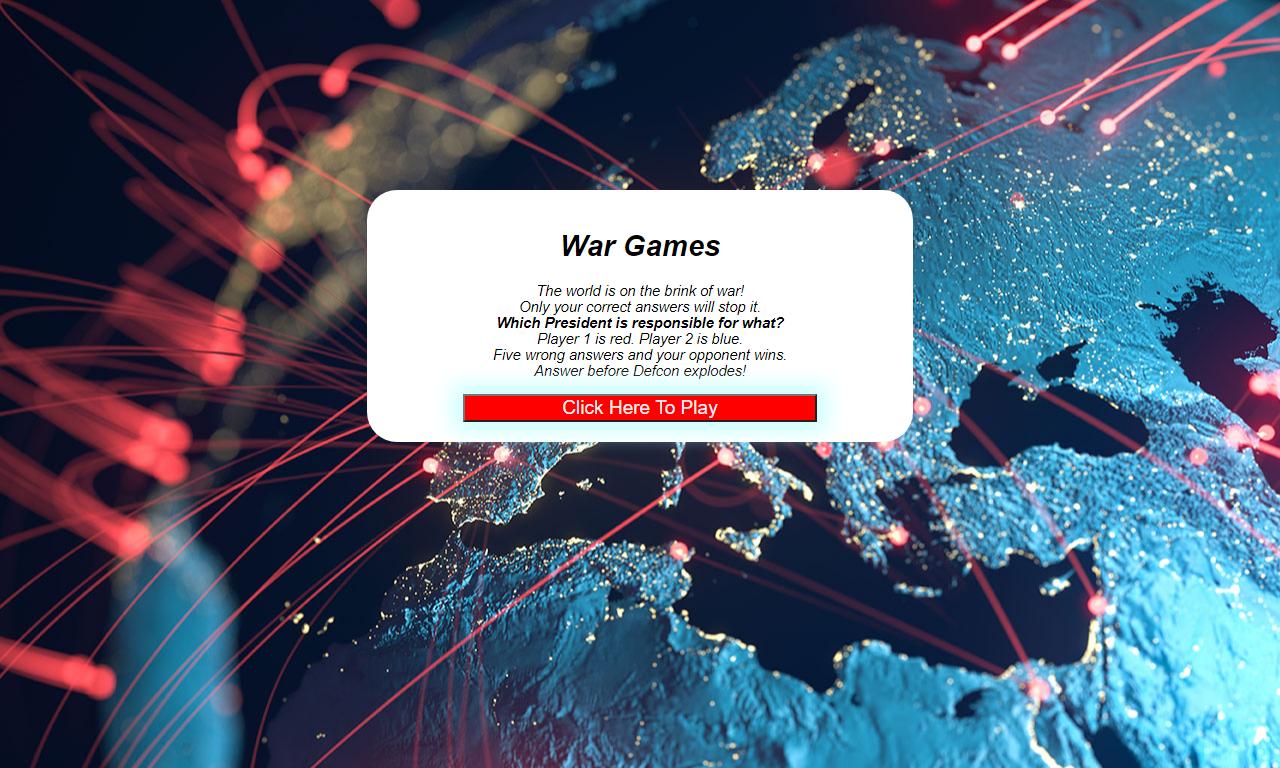 War Games
The world is on the brink of war!
Only your correct answers will stop it.
Which President is responsible for what?
Player 1 is red. Player 2 is blue.
Five wrong answers and your opponent wins.
Answer before Defcon explodes!
Click Here To Play